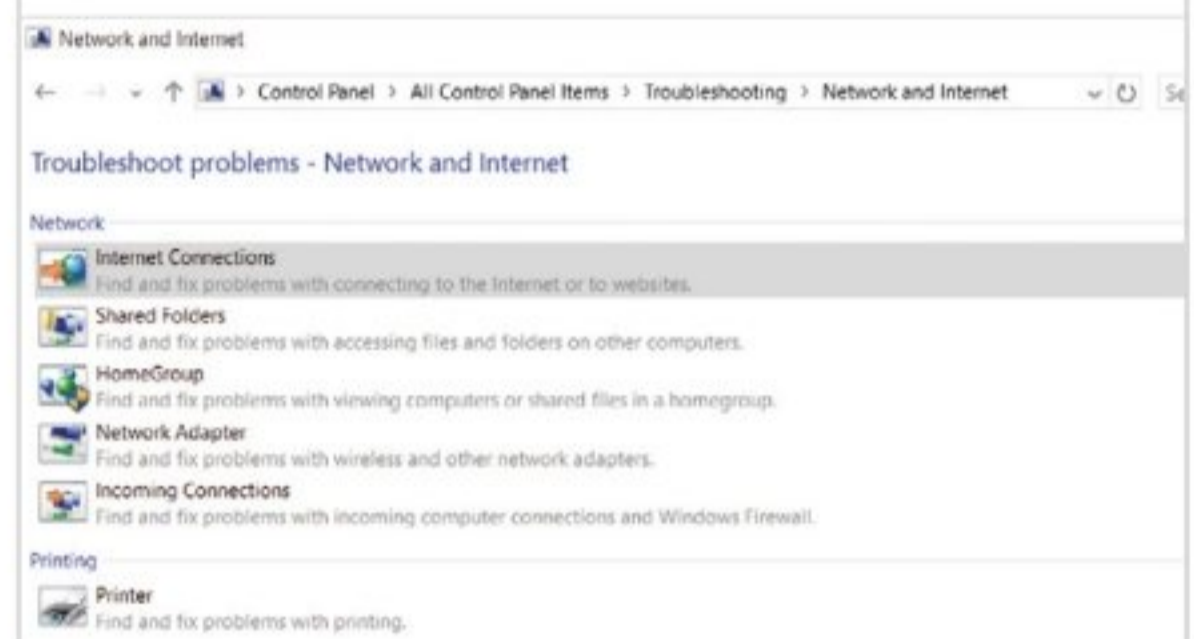 Network and Internet
Control Panel > All Control Panel Items > Troubleshooting > Network and Internet
Troubleshoot problems - Network and Internet
Network
Internet Connections
Find and fix problems with connecting to the Internet or to websites.
Shared Folders
Find and fix problems with accessing files and folders on other computers.
HomeGroup
Find and fix problems with viewing computers or shared files in a homegroup.
Network Adapter
Find and fix problems with wireless and other network adapters.
Incoming Connections
Find and fix problems with incoming computer connections and Windows Firewall.
Printing
Printer
Find and fix problems with printing.